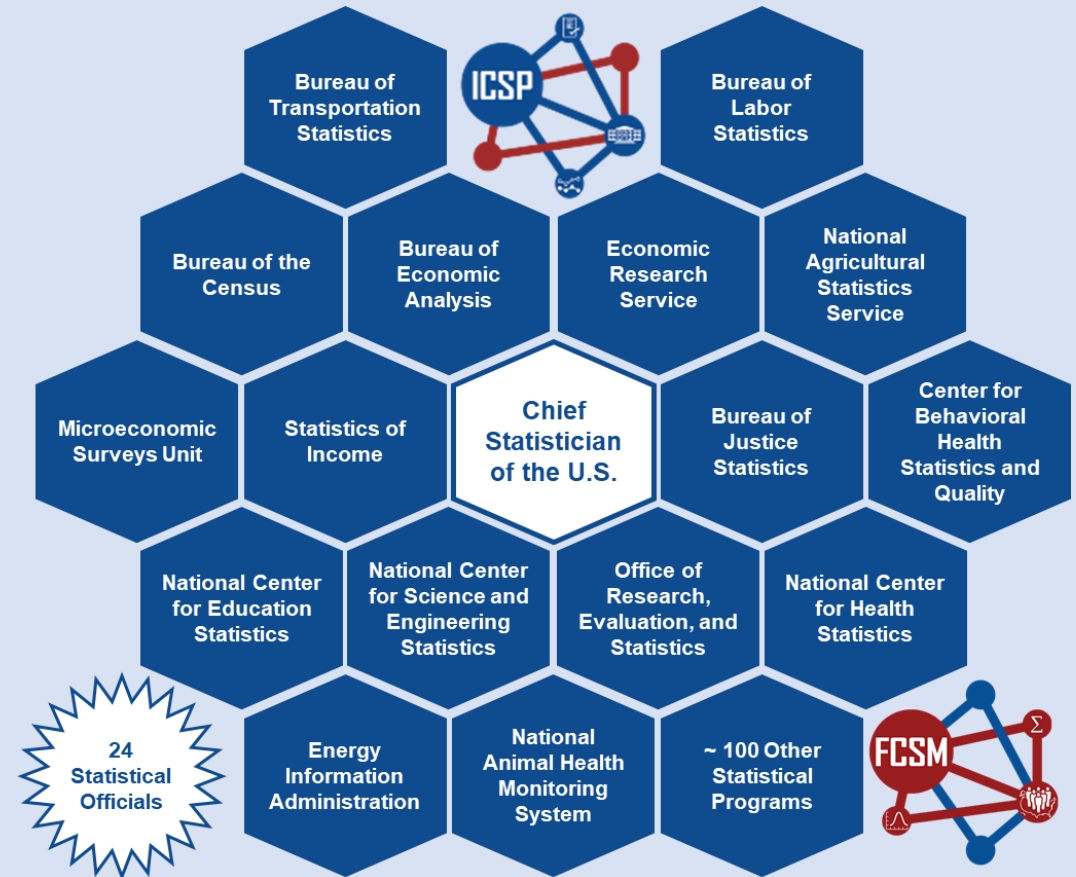 Bureau of
Transportation
Statistics
ICSP
Bureau of
Labor
Statistics
Bureau of the
Census
Bureau of
Economic
Analysis
Economic
Research
Service
National
Agricultural
Statistics
Service
Microeconomic
Surveys Unit
Statistics of
Income
Chief
Statistician
of the U.S.
Bureau of
Justice
Statistics
Center for
Behavioral
Health
Statistics and
Quality
National Center
for Education
Statistics
National Center
for Science and
Engineering
Statistics
Office of
Research,
Evaluation, and
Statistics
National Center
for Health
Statistics
24
Statistical
Officials
Energy
Information
Administration
National
Animal Health
Monitoring
System
~ 100 Other
Statistical
Programs
FCSM
Σ